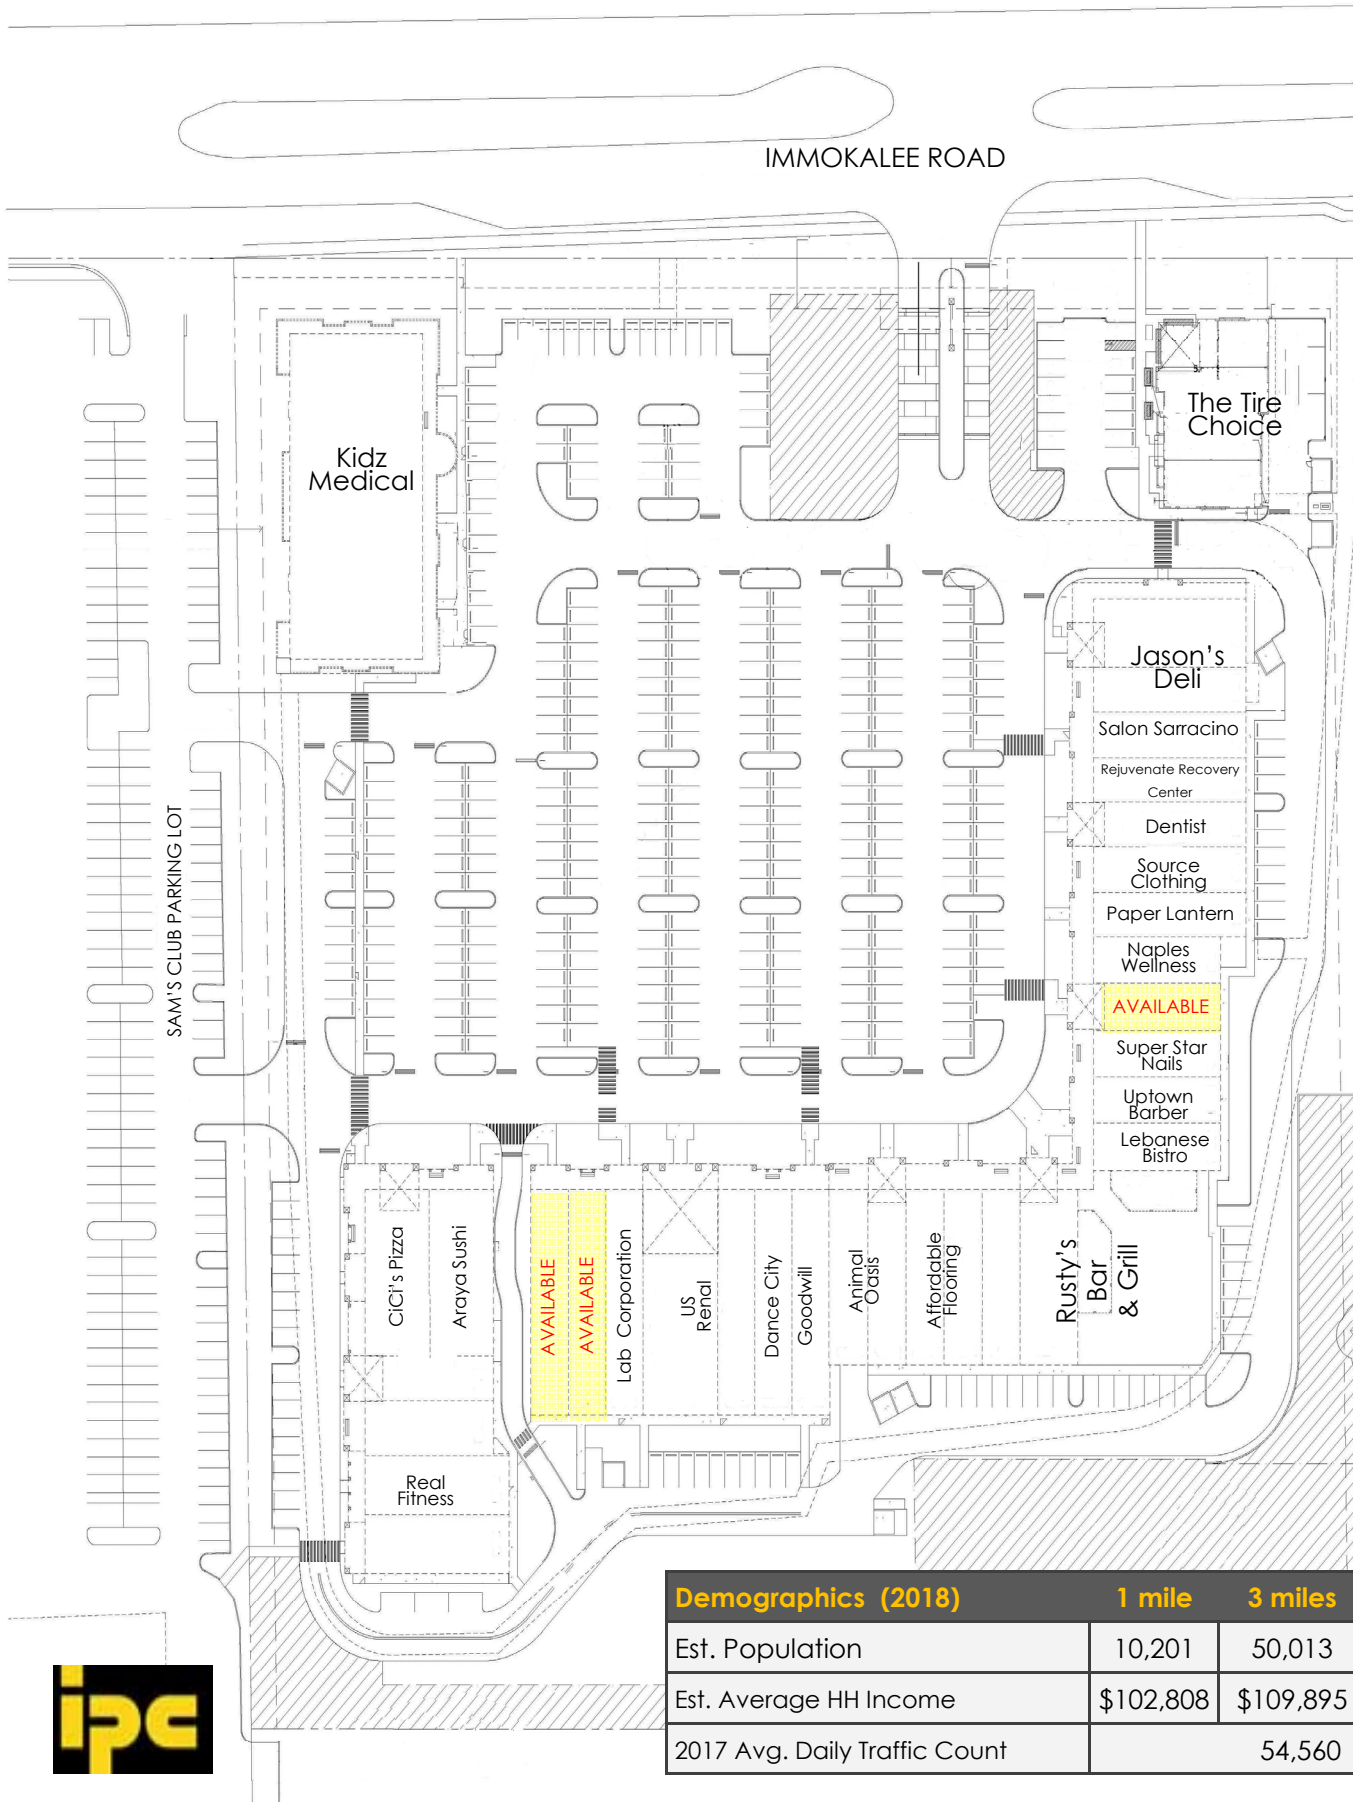 IMMOKALEE ROAD
The Tire
Choice
Kidz
Medical
Jason's
Deli
Salon Sarracino
Rejuvenate Recovery
Center
Dentist
Source
Clothing
Paper Lantern
Naples
Wellness
AVAILABLE
Super Star
Nails
Uptown
Barber
Lebanese
Bistro
SAM'S CLUB PARKING LOT
CiCi's Pizza
Araya Sushi
AVAILABLE
AVAILABLE
Lab Corporation
US
Renal
Dance City
Goodwill
Animal
Oasis
Affordable
Flooring
Rusty's
Bar
& Grill
Real
Fitness
Demographics (2018) 1 mile 3 miles
Est. Population 10,201 50,013
Est. Average HH Income $102,808 $109,895
2017 Avg. Daily Traffic Count 54,560
ipc